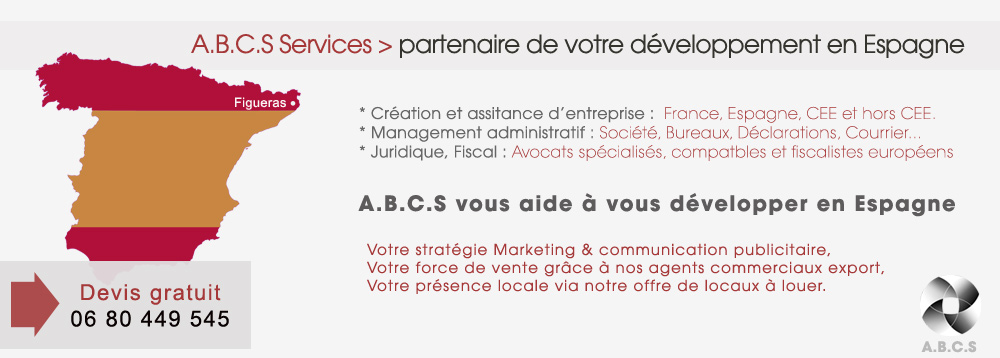 A.B.C.S Services > partenaire de votre développement en Espagne
Figueras
* Création et assitance d'entreprise : France, Espagne, CEE et hors CEE.
* Management administratif : Société, Bureaux, Déclarations, Courrier...
* Juridique, Fiscal : Avocats spécialisés, compatbles et fiscalistes européens
A.B.C.S vous aide à vous développer en Espagne
Votre stratégie Marketing & communication publicitaire,
Votre force de vente grâce à nos agents commerciaux export,
Votre présence locale via notre offre de locaux à louer.
Devis gratuit
06 80 449 545
A.B.C.S